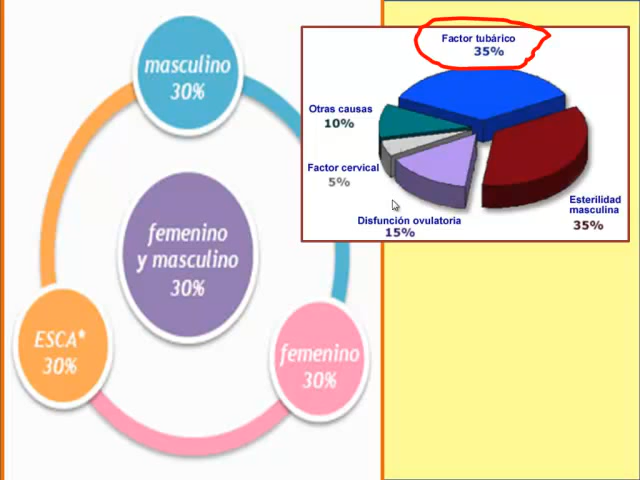 masculino
30%
femenino
y masculino
30%
ESCA*
30%
femenino
30%
Factor tubárico
35%
Otras causas
10%
Factor cervical
5%
Disfunción ovulatoria
15%
Esterilidad
masculina
35%